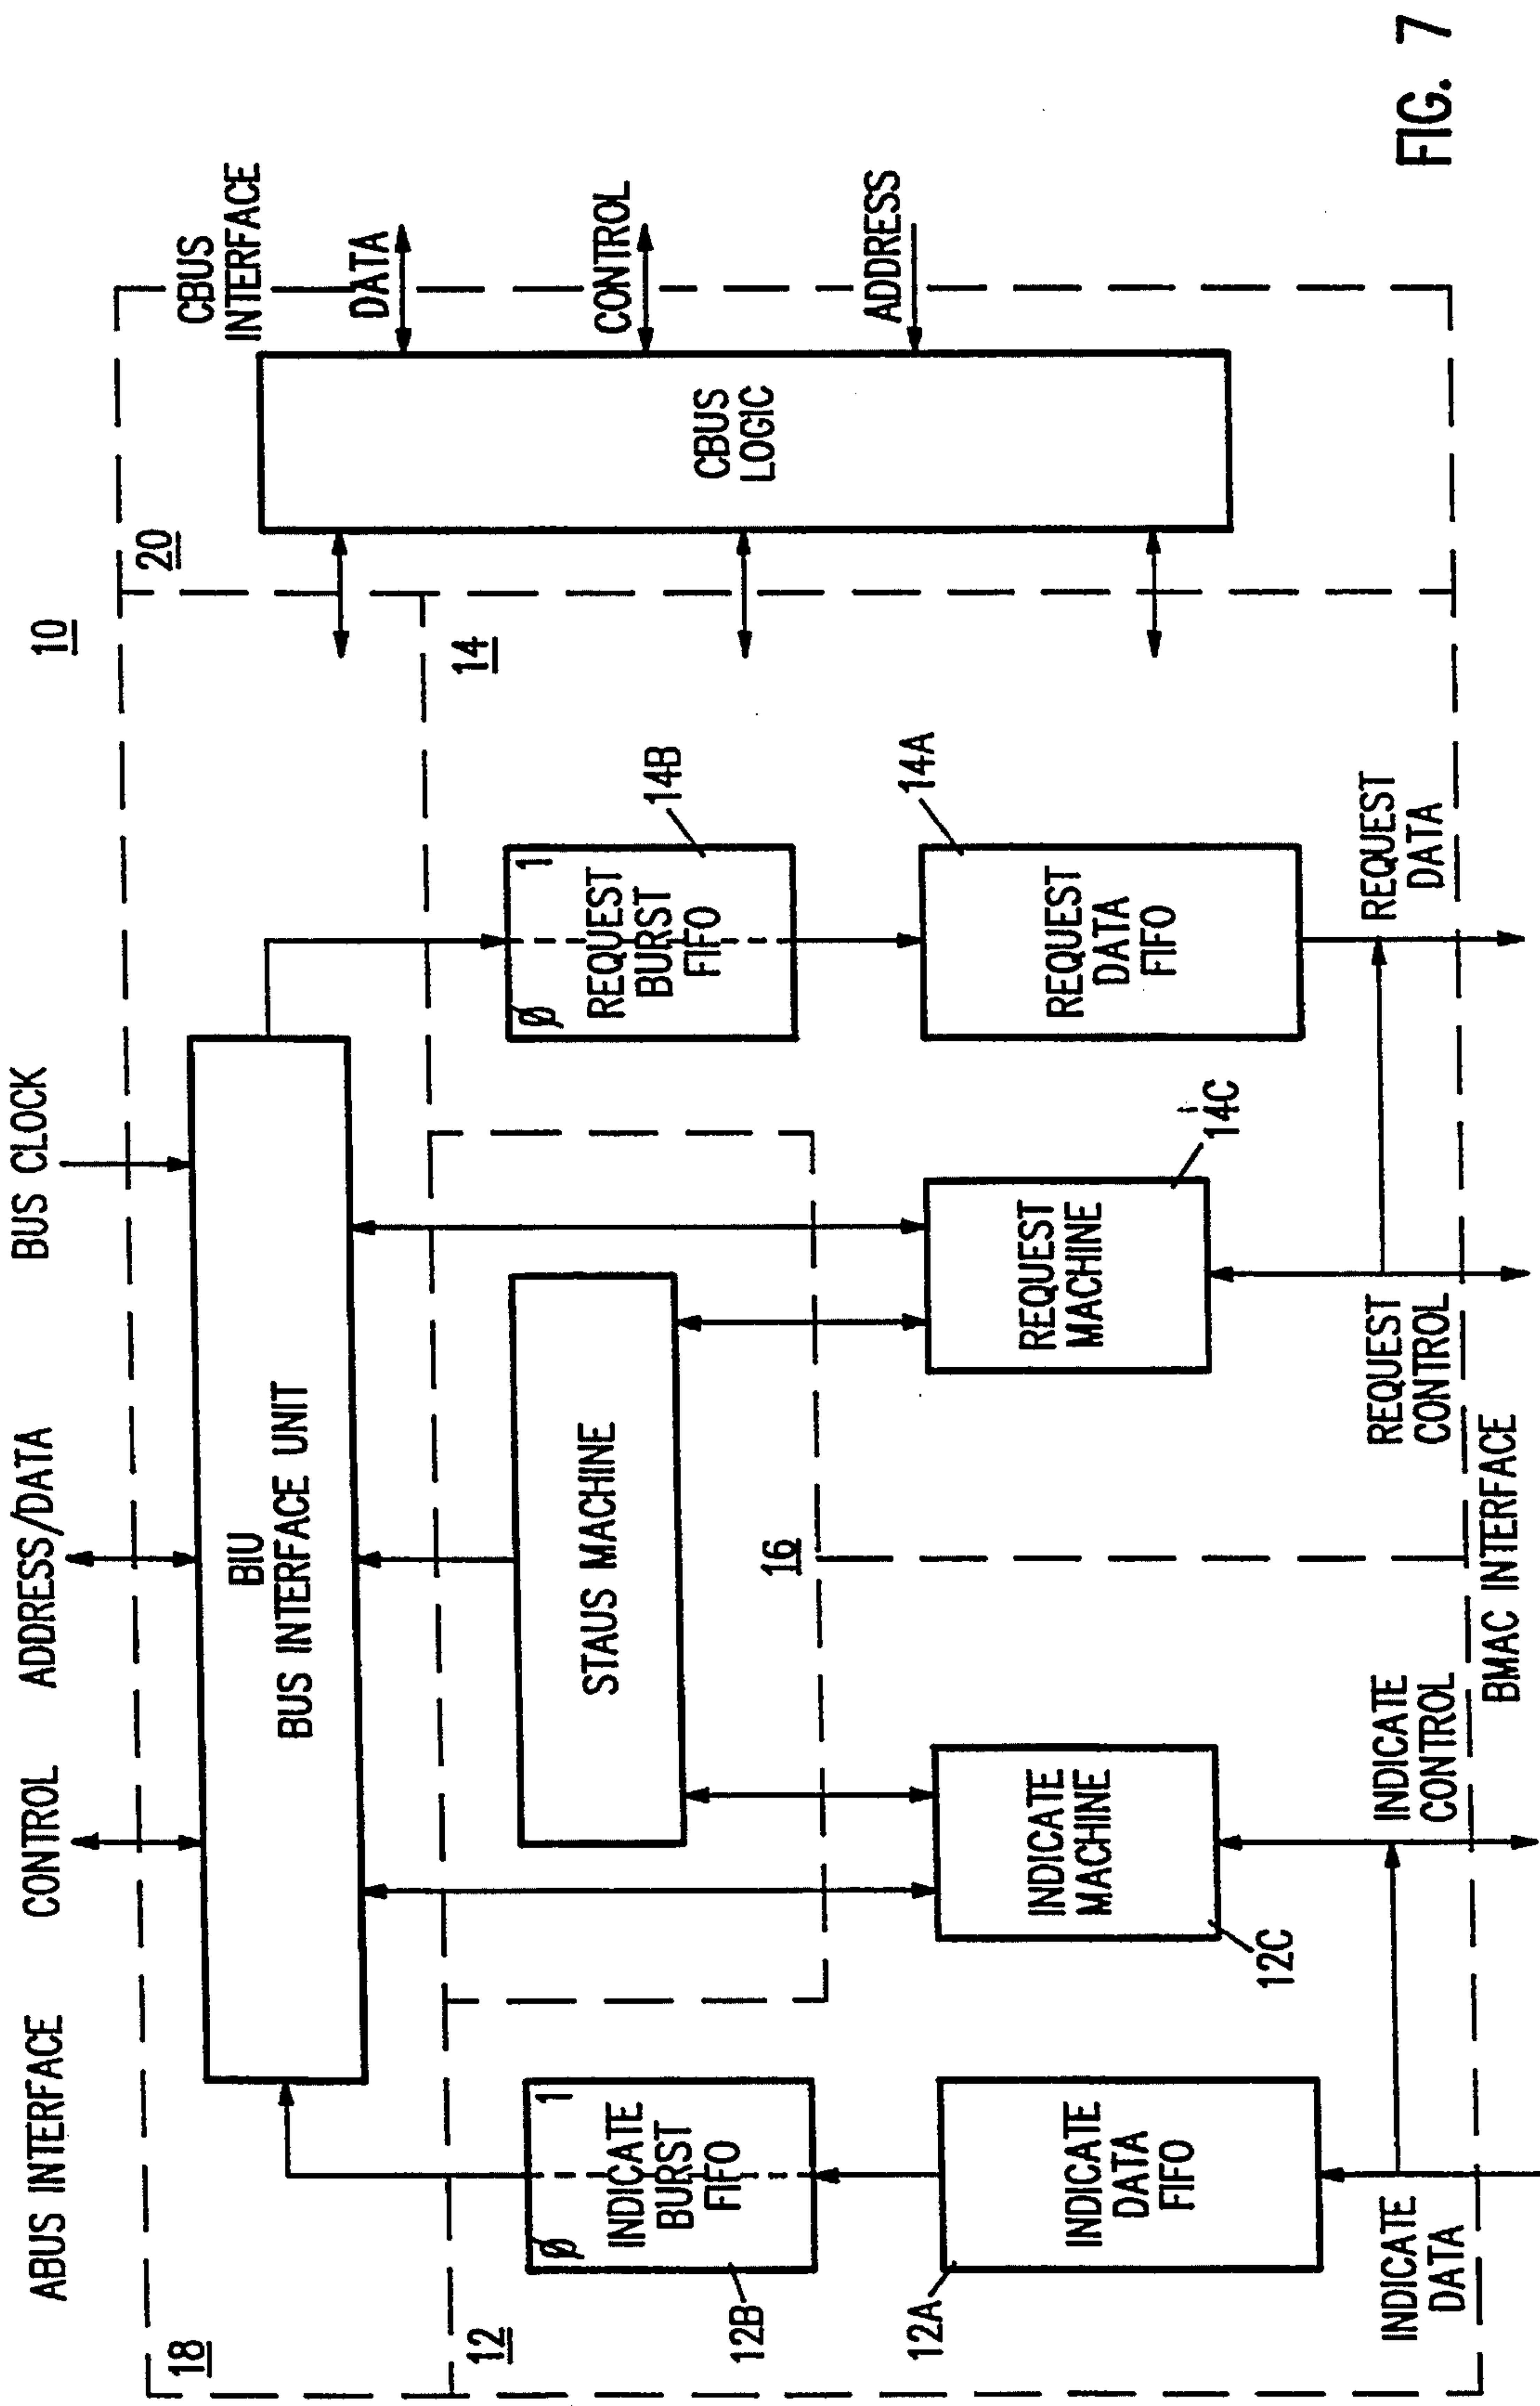 ABUS INTERFACE
CONTROL
ADDRESS/DATA
BUS CLOCK
10
18
BIU
BUS INTERFACE UNIT
20
CBUS
INTERFACE
DATA
CONTROL
ADDRESS
CBUS
LOGIC
12
14
16
Ø
1
INDICATE
BURST
FIFO
12B
STAUS MACHINE
Ø
1
REQUEST
BURST
FIFO
14B
12A
INDICATE
DATA
FIFO
INDICATE
MACHINE
12C
REQUEST
MACHINE
14C
REQUEST
DATA
FIFO
14A
INDICATE
DATA
INDICATE
CONTROL
REQUEST
CONTROL
REQUEST
DATA
BMAC INTERFACE
FIG. 7